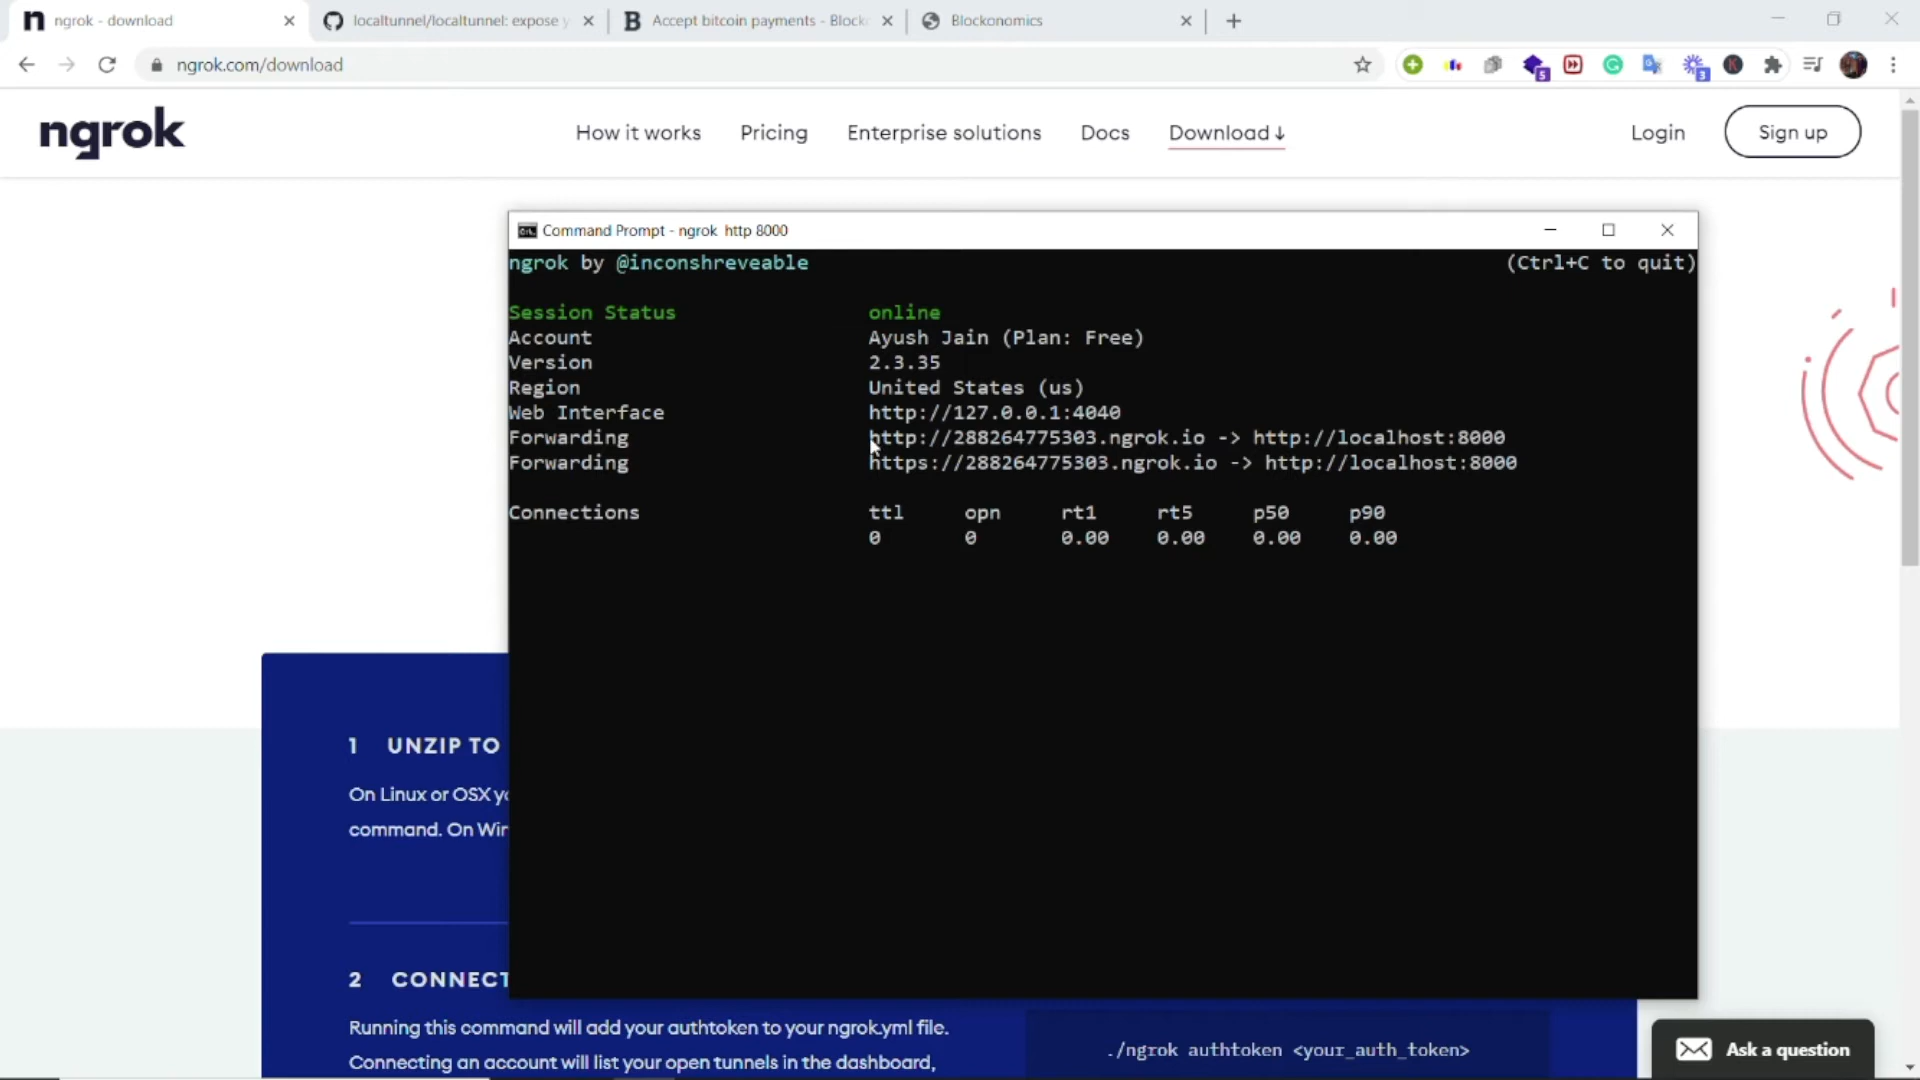 ngrok - download
localtunnel/localtunnel: expose y
Accept bitcoin payments - Blocko
Blockonomics
ngrok.com/download
5
3
ngrok
How it works
Pricing
Enterprise solutions
Docs
Download ↓
Login
Sign up
Command Prompt - ngrok http 8000
ngrok by @inconshreveable (Ctrl+C to quit)
Session Status online
Account Ayush Jain (Plan: Free)
Version 2.3.35
Region United States (us)
Web Interface http://127.0.0.1:4040
Forwarding http://288264775303.ngrok.io -> http://localhost:8000
Forwarding https://288264775303.ngrok.io -> http://localhost:8000
Connections ttl opn rt1 rt5 p50 p90
0 0 0.00 0.00 0.00 0.00
1 UNZIP TO
On Linux or OSX yo
command. On Win
2 CONNECT
Running this command will add your authtoken to your ngrok.yml file.
Connecting an account will list your open tunnels in the dashboard,
./ngrok authtoken <your_auth_token>
Ask a question